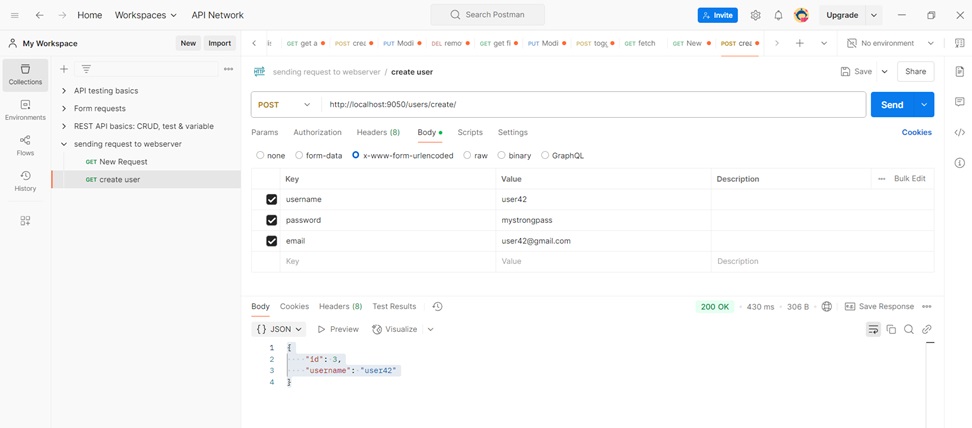 Home Workspaces API Network Search Postman Invite Upgrade
My Workspace New Import GET get a POST crea PUT Modi DEL remo GET get fi PUT Modi POST togg GET fetch GET New POST crea No environment
Collections
Environments
Flows
History
API testing basics
Form requests
REST API basics: CRUD, test & variable
sending request to webserver
GET New Request
GET create user
HTTP sending request to webserver / create user Save Share
POST http://localhost:9050/users/create/ Send
Params Authorization Headers (8) Body Scripts Settings Cookies
none form-data x-www-form-urlencoded raw binary GraphQL
Key Value Description Bulk Edit
username user42
password mystrongpass
email user42@gmail.com
Key Value Description
Body Cookies Headers (8) Test Results 200 OK 430 ms 306 B Save Response
{} JSON Preview Visualize
1 {
2 "id": 3,
3 "username": "user42"
4 }